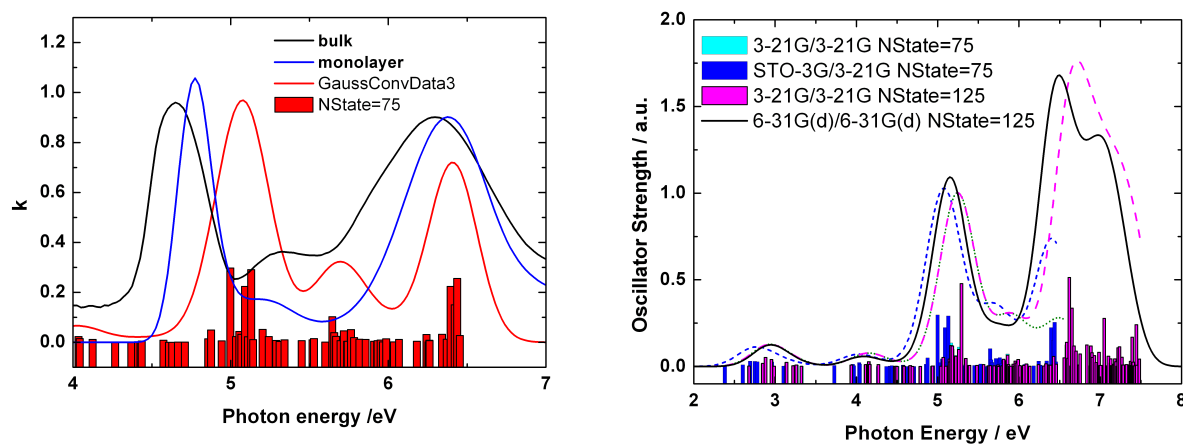 1.2
1.0
0.8
0.6
0.4
0.2
0.0
k
bulk
monolayer
GaussConvData3
NState=75
4
5
6
7
Photon energy /eV
2.0
1.5
1.0
0.5
0.0
Oscillator Strength / a.u.
3-21G/3-21G NState=75
STO-3G/3-21G NState=75
3-21G/3-21G NState=125
6-31G(d)/6-31G(d) NState=125
2
3
4
5
6
7
8
Photon Energy / eV